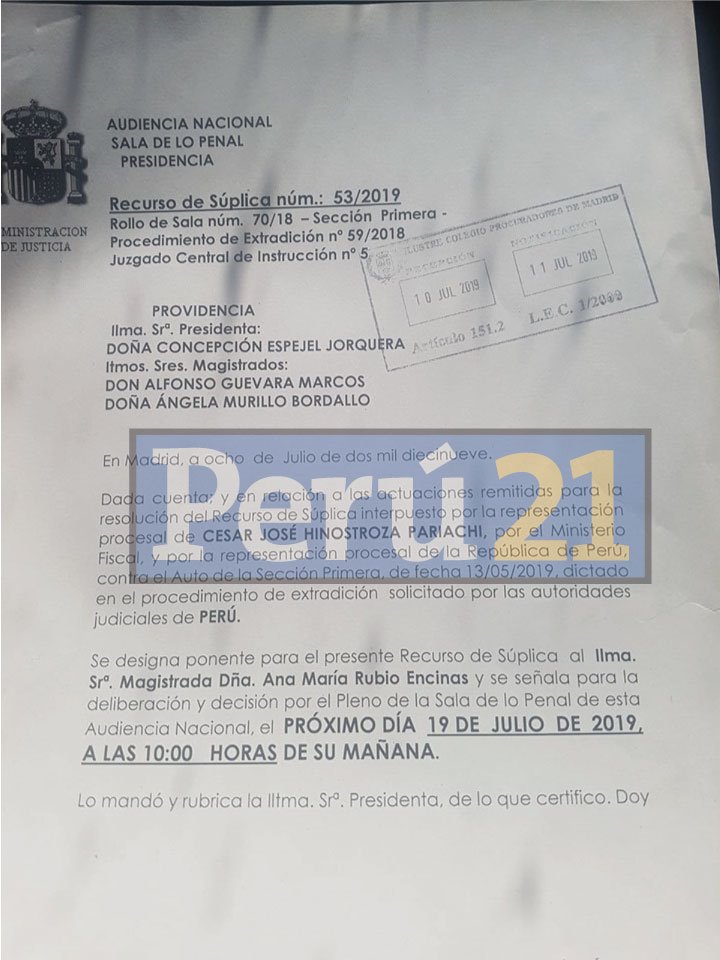 AUDIENCIA NACIONAL
SALA DE LO PENAL
PRESIDENCIA
MINISTRACION
DE JUSTICIA
Recurso de Súplica núm.: 53/2019
Rollo de Sala núm. 70/18 – Sección Primera -
Procedimiento de Extradición nº 59/2018
Juzgado Central de Instrucción nº 5
ILUSTRE COLEGIO PROCURADORES DE MADRID
RECEPCIÓN
NOTIFICACIÓN
10 JUL 2019
11 JUL 2019
Artículo 151.2
L.E.C. 1/2000
PROVIDENCIA
Ilma. Srª. Presidenta:
DOÑA CONCEPCIÓN ESPEJEL JORQUERA
Itmos. Sres. Magistrados:
DON ALFONSO GUEVARA MARCOS
DOÑA ÁNGELA MURILLO BORDALLO
Perú 21
En Madrid, a ocho de Julio de dos mil diecinueve.
Dada cuenta; y en relación a las actuaciones remitidas para la
resolución del Recurso de Súplica interpuesto por la representación
procesal de CESAR JOSÉ HINOSTROZA PARIACHI, por el Ministerio
Fiscal, y por la representación procesal de la República de Perú,
contra el Auto de la Sección Primera, de fecha 13/05/2019, dictado
en el procedimiento de extradición solicitado por las autoridades
judiciales de PERÚ.
Se designa ponente para el presente Recurso de Súplica al Ilma.
Srª. Magistrada Dña. Ana María Rubio Encinas y se señala para la
deliberación y decisión por el Pleno de la Sala de lo Penal de esta
Audiencia Nacional, el PRÓXIMO DÍA 19 DE JULIO DE 2019,
A LAS 10:00 HORAS DE SU MAÑANA.
Lo mandó y rubrica la Iltma. Srª. Presidenta, de lo que certifico. Doy